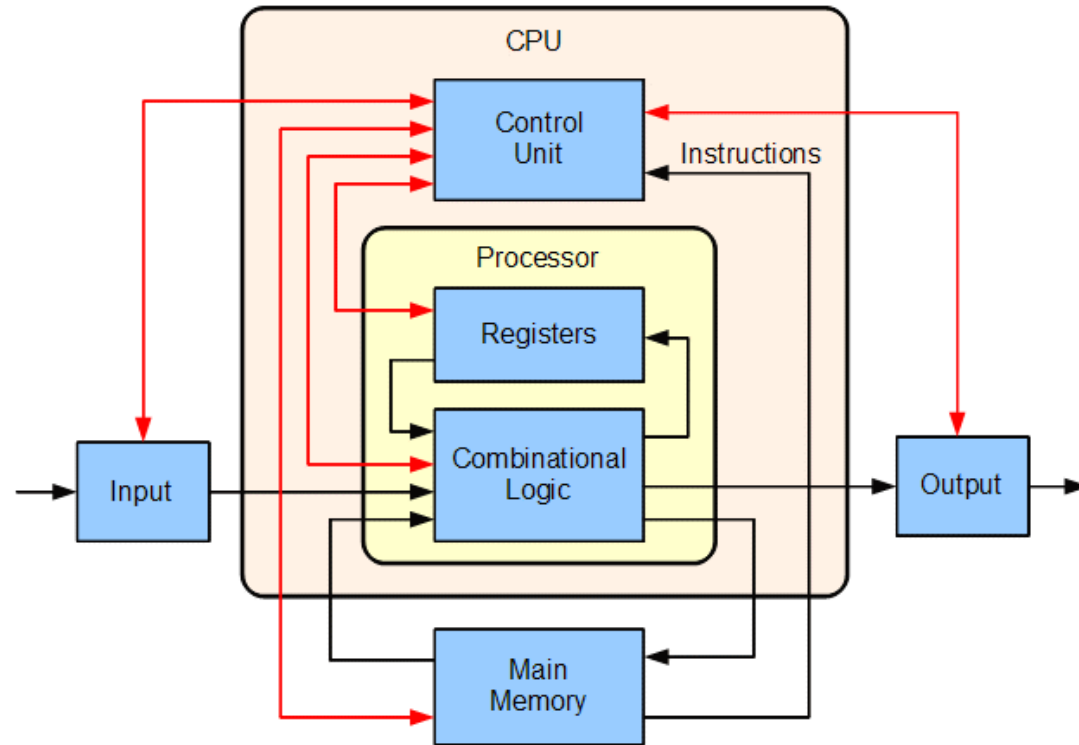 CPU
Control
Unit
Instructions
Processor
Registers
Combinational
Logic
Input
Output
Main
Memory